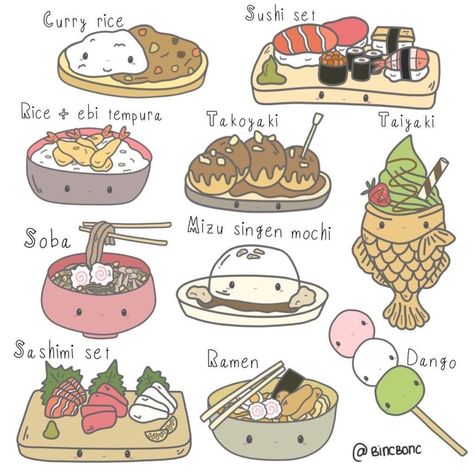 Curry rice
Sushi set
Rice + ebi tempura
Takoyaki
Taiyaki
Soba
Mizu singen mochi
Sashimi set
Ramen
Dango
@BINCBONC